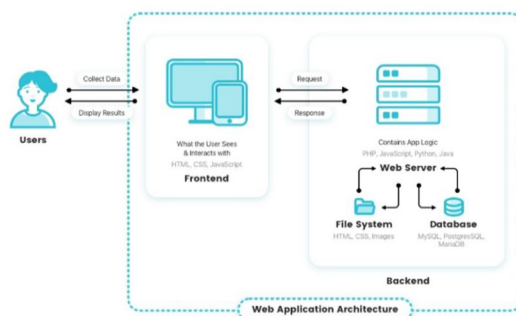 Users
Collect Data
Display Results
What the User Sees
& Interacts with
HTML, CSS, JavaScript
Frontend
Request
Response
Contains App Logic
PHP, JavaScript, Python, Java
Web Server
File System
HTML, CSS, Images
Database
MySQL, PostgresSQL,
MariaDB
Backend
Web Application Architecture